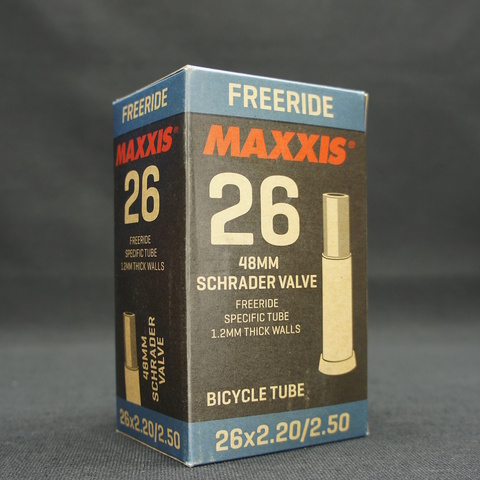 FREERIDE
MAXXIS®
26
FREERIDE
SPECIFIC TUBE
1.2MM THICK WALLS
48MM
SCHRADER
VALVE
26x2.20/2.50
FREERIDE
MAXXIS®
26
48MM
SCHRADER VALVE
FREERIDE
SPECIFIC TUBE
1.2MM THICK WALLS
BICYCLE TUBE
26x2.20/2.50